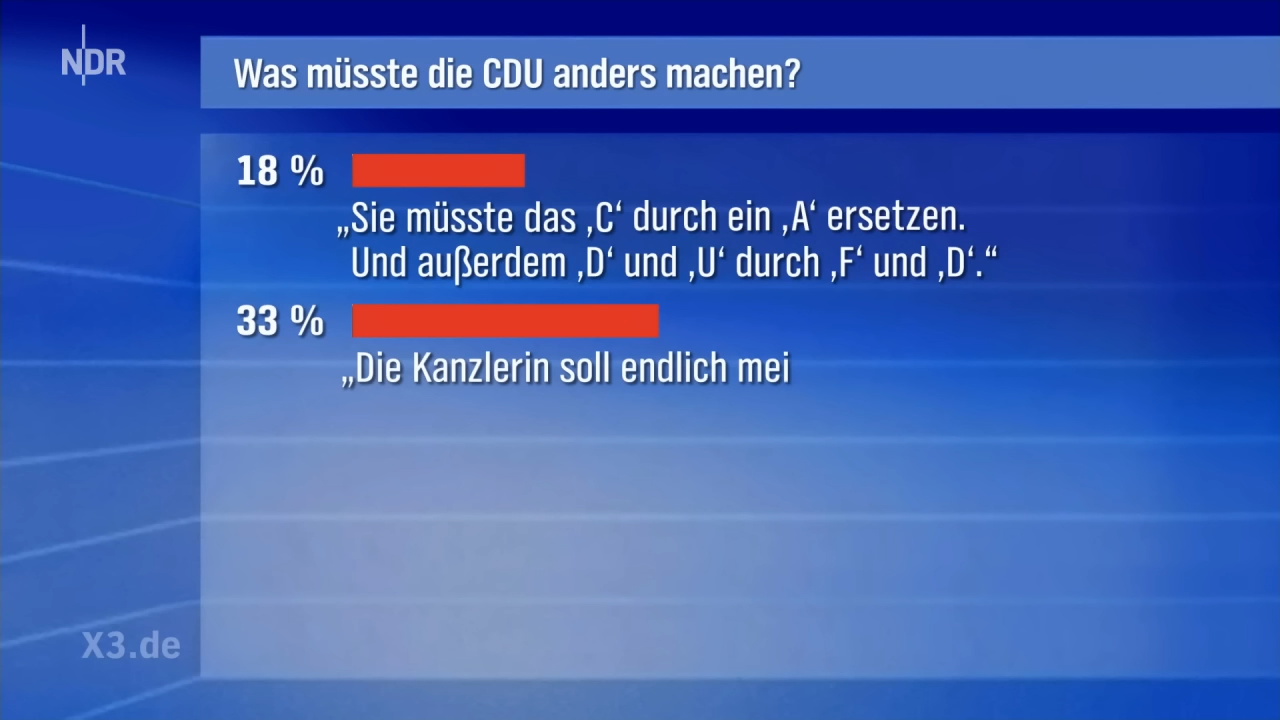 NDR
Was müsste die CDU anders machen?
18 %
„Sie müsste das ‚C‘ durch ein ‚A‘ ersetzen.
Und außerdem ‚D‘ und ‚U‘ durch ‚F‘ und ‚D‘.“
33 %
„Die Kanzlerin soll endlich mei
X3.de